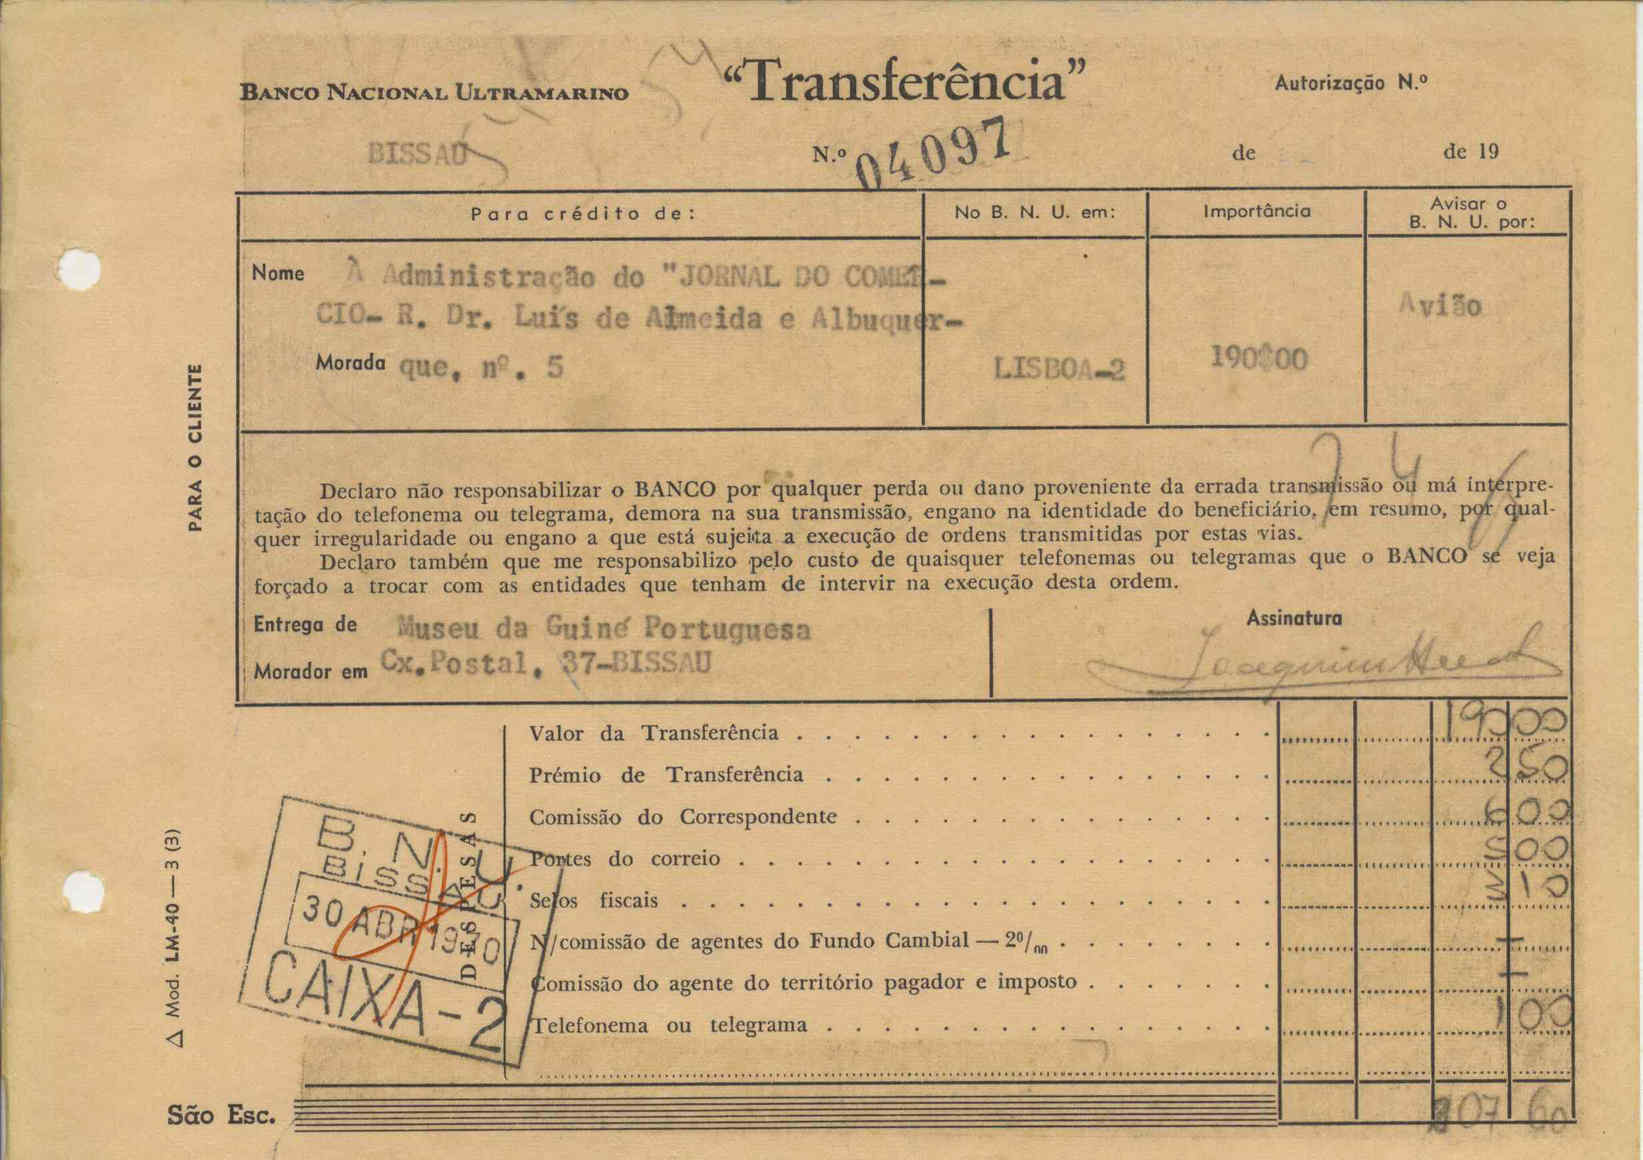 BANCO NACIONAL ULTRAMARINO
“Transferência”
Autorização N.º
BISSAU
N.º 04097
de de 19
Para crédito de:
No B. N. U. em:
Importância
Avisar o
B. N. U. por:
Nome À Administração do "JORNAL DO COMER-
CIO- R. Dr. Luís de Almeida e Albuquer-
Morada que, nº. 5
LISBOA-2
190$00
Avião
PARA O CLIENTE
Declaro não responsabilizar o BANCO por qualquer perda ou dano proveniente da errada transmissão ou má interpre-
tação do telefonema ou telegrama, demora na sua transmissão, engano na identidade do beneficiário, em resumo, por qual-
quer irregularidade ou engano a que está sujeita a execução de ordens transmitidas por estas vias.
Declaro também que me responsabilizo pelo custo de quaisquer telefonemas ou telegramas que o BANCO se veja
forçado a trocar com as entidades que tenham de intervir na execução desta ordem.
Entrega de Museu da Guiné Portuguesa
Morador em Cx.Postal, 37-BISSAU
Assinatura
Joaquim
DESPESAS
Valor da Transferência 190 00
Prémio de Transferência 2 50
Comissão do Correspondente 6 00
Portes do correio 5 00
Selos fiscais 3 10
N/comissão de agentes do Fundo Cambial — 2º/ₒₒ —
Comissão do agente do território pagador e imposto —
Telefonema ou telegrama 1 00
B. N. U.
BISSAU
30 ABR 1970
CAIXA-2
△ Mod. LM-40 — 3 (3)
São Esc. 207 60